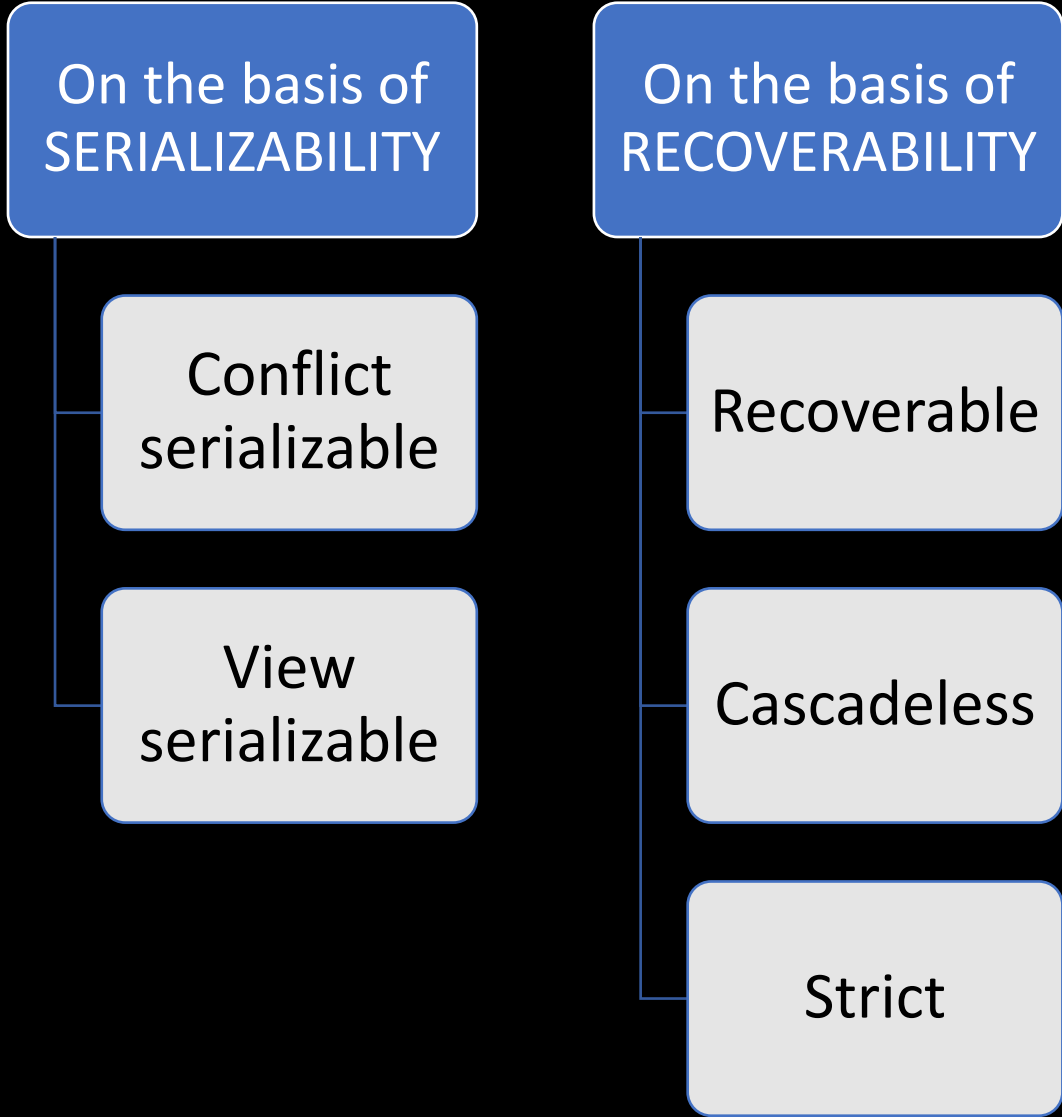 On the basis of
SERIALIZABILITY
Conflict
serializable
View
serializable
On the basis of
RECOVERABILITY
Recoverable
Cascadeless
Strict